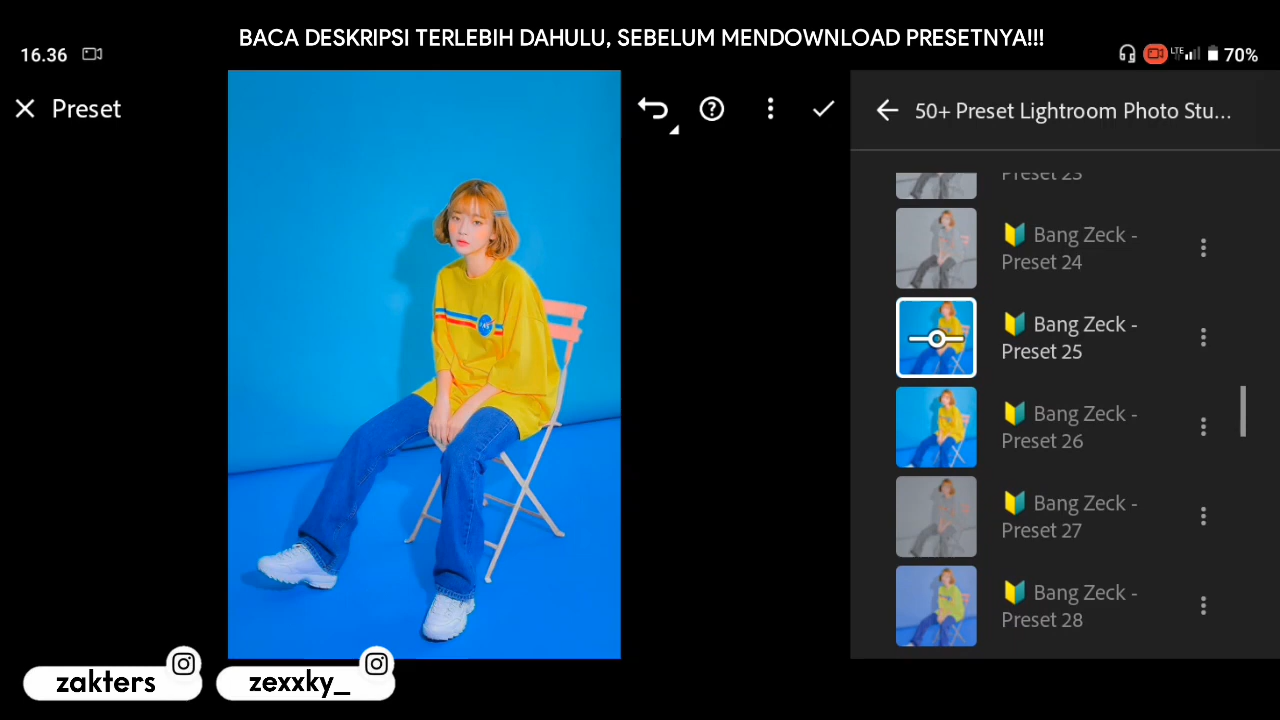 BACA DESKRIPSI TERLEBIH DAHULU, SEBELUM MENDOWNLOAD PRESETNYA!!!
16.36
LTE
70%
Preset
50+ Preset Lightroom Photo Stu...
Preset 23
Bang Zeck -
Preset 24
Bang Zeck -
Preset 25
Bang Zeck -
Preset 26
Bang Zeck -
Preset 27
Bang Zeck -
Preset 28
zakters
zexxky_